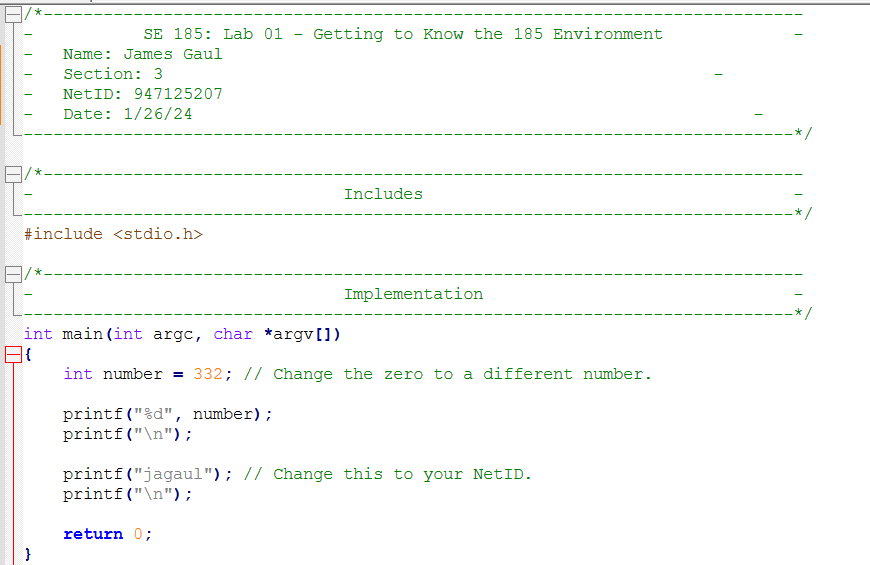 /*----------------------------------------------------------------------------
- SE 185: Lab 01 - Getting to Know the 185 Environment -
- Name: James Gaul
- Section: 3 -
- NetID: 947125207
- Date: 1/26/24 -
-----------------------------------------------------------------------------*/
/*----------------------------------------------------------------------------
- Includes -
-----------------------------------------------------------------------------*/
#include <stdio.h>
/*----------------------------------------------------------------------------
- Implementation -
-----------------------------------------------------------------------------*/
int main(int argc, char *argv[])
{
int number = 332; // Change the zero to a different number.
printf("%d", number);
printf("\n");
printf("jagaul"); // Change this to your NetID.
printf("\n");
return 0;
}